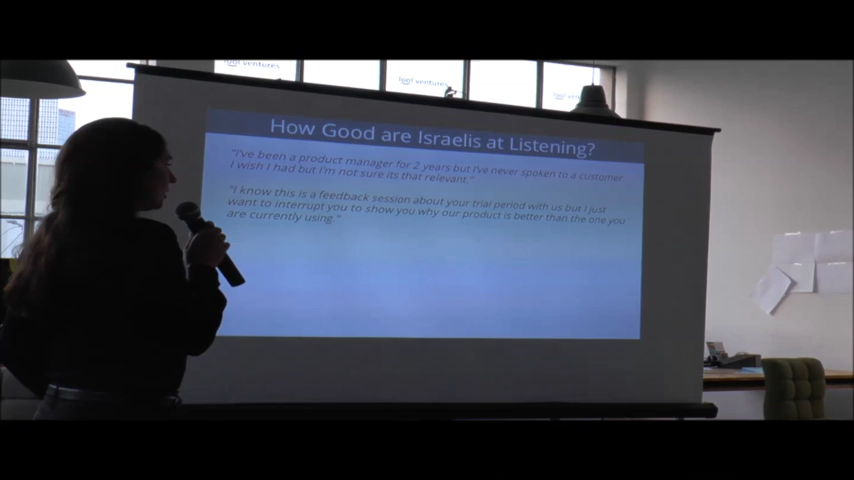 ventures
ventures
How Good are Israelis at Listening?
"I've been a product manager for 2 years but I've never spoken to a customer.
I wish I had but I'm not sure its that relevant."
"I know this is a feedback session about your trial period with us but I just
want to interrupt you to show you why our product is better than the one you
are currently using."